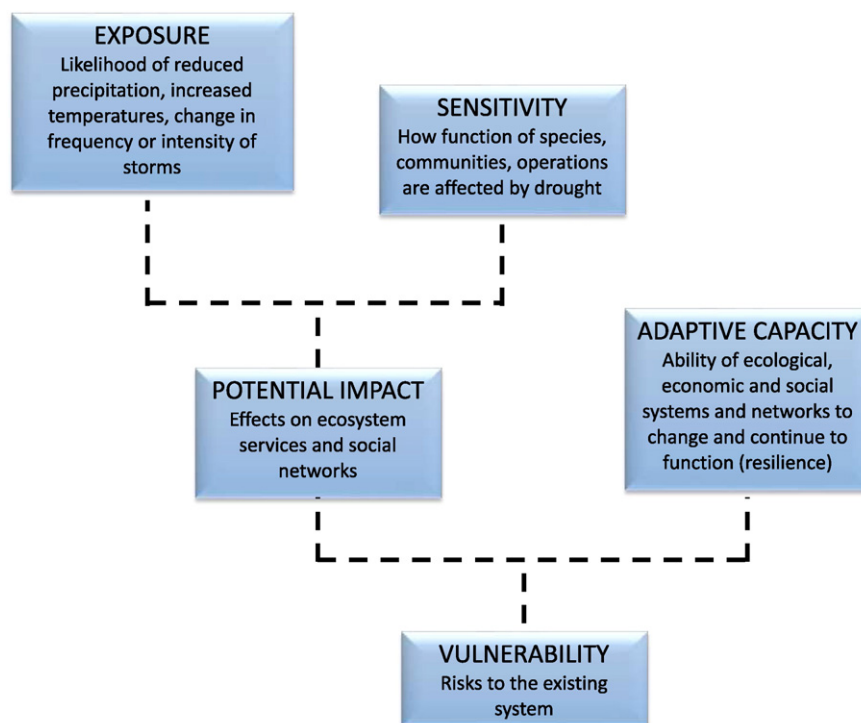 EXPOSURE
Likelihood of reduced
precipitation, increased
temperatures, change in
frequency or intensity of
storms
SENSITIVITY
How function of species,
communities, operations
are affected by drought
POTENTIAL IMPACT
Effects on ecosystem
services and social
networks
ADAPTIVE CAPACITY
Ability of ecological,
economic and social
systems and networks to
change and continue to
function (resilience)
VULNERABILITY
Risks to the existing
system